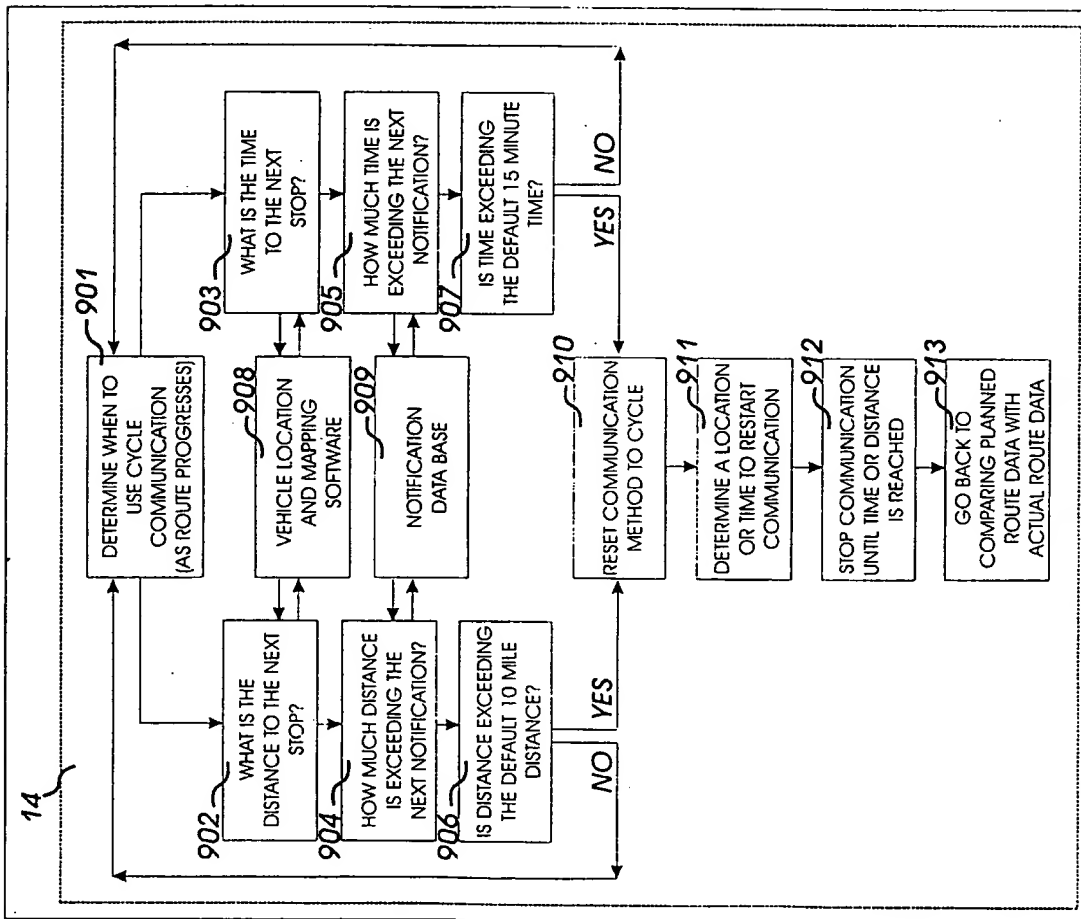 14
901
DETERMINE WHEN TO
USE CYCLE
COMMUNICATION
(AS ROUTE PROGRESSES)
902
WHAT IS THE
DISTANCE TO THE NEXT
STOP?
908
VEHICLE LOCATION
AND MAPPING
SOFTWARE
903
WHAT IS THE TIME
TO THE NEXT
STOP?
904
HOW MUCH DISTANCE
IS EXCEEDING THE
NEXT NOTIFICATION?
909
NOTIFICATION
DATA BASE
905
HOW MUCH TIME IS
EXCEEDING THE NEXT
NOTIFICATION?
906
IS DISTANCE EXCEEDING
THE DEFAULT 10 MILE
DISTANCE?
907
IS TIME EXCEEDING
THE DEFAULT 15 MINUTE
TIME?
NO
YES
YES
NO
910
RESET COMMUNICATION
METHOD TO CYCLE
911
DETERMINE A LOCATION
OR TIME TO RESTART
COMMUNICATION
912
STOP COMMUNICATION
UNTIL TIME OR DISTANCE
IS REACHED
913
GO BACK TO
COMPARING PLANNED
ROUTE DATA WITH
ACTUAL ROUTE DATA